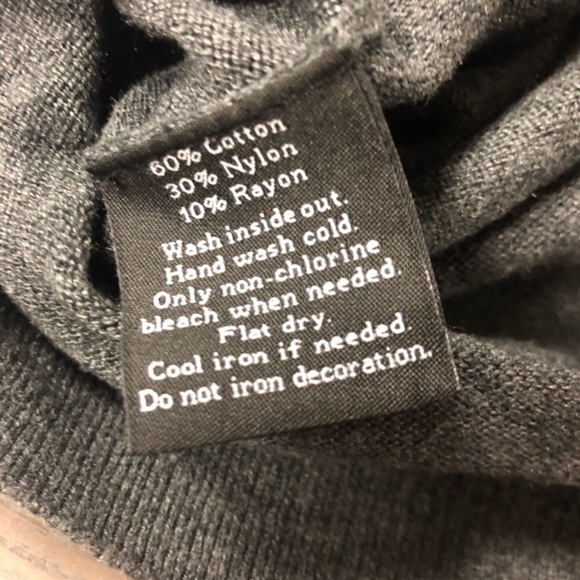 60% Cotton
30% Nylon
10% Rayon
Wash inside out.
Hand wash cold.
Only non-chlorine
bleach when needed.
Flat dry.
Cool iron if needed.
Do not iron decoration.